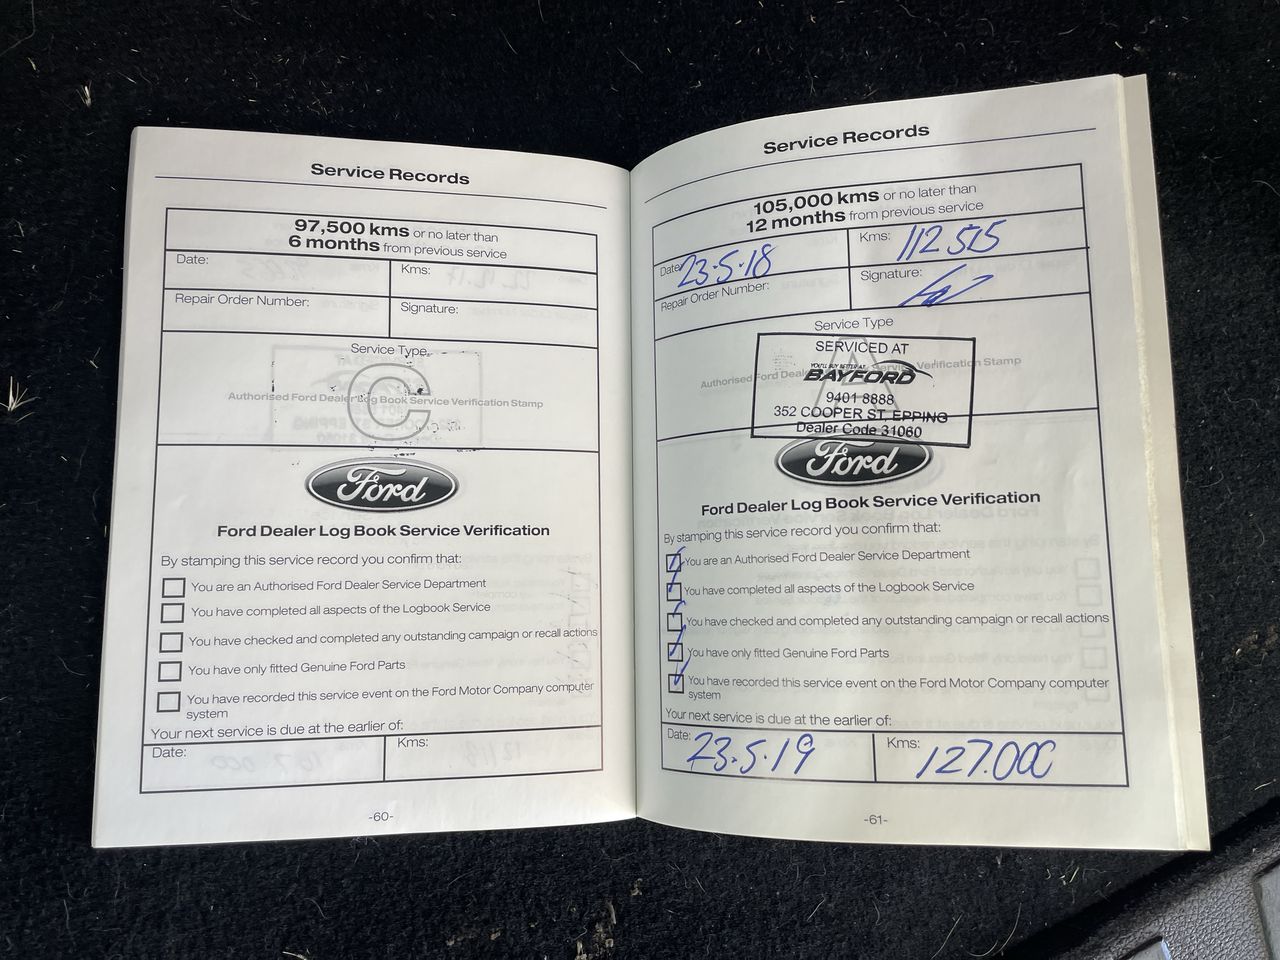 Service Records
97,500 kms or no later than
6 months from previous service
Date:
Kms:
Repair Order Number:
Signature:
Service Type
C
Authorised Ford Dealer Log Book Service Verification Stamp
Ford
Ford Dealer Log Book Service Verification
By stamping this service record you confirm that:
You are an Authorised Ford Dealer Service Department
You have completed all aspects of the Logbook Service
You have checked and completed any outstanding campaign or recall actions
You have only fitted Genuine Ford Parts
You have recorded this service event on the Ford Motor Company computer
system
Your next service is due at the earlier of:
Date:
Kms:
-60-
Service Records
105,000 kms or no later than
12 months from previous service
Date: 23.5.18
Kms: 112 515
Repair Order Number:
Signature:
Service Type
A
Authorised Ford Dealer Service Verification Stamp
SERVICED AT
YOU'LL BUY BETTER AT
BAYFORD
9401 8888
352 COOPER ST, EPPING
Dealer Code 31060
Ford
Ford Dealer Log Book Service Verification
By stamping this service record you confirm that:
You are an Authorised Ford Dealer Service Department
You have completed all aspects of the Logbook Service
You have checked and completed any outstanding campaign or recall actions
You have only fitted Genuine Ford Parts
You have recorded this service event on the Ford Motor Company computer
system
Your next service is due at the earlier of:
Date: 23.5.19
Kms: 127.000
-61-